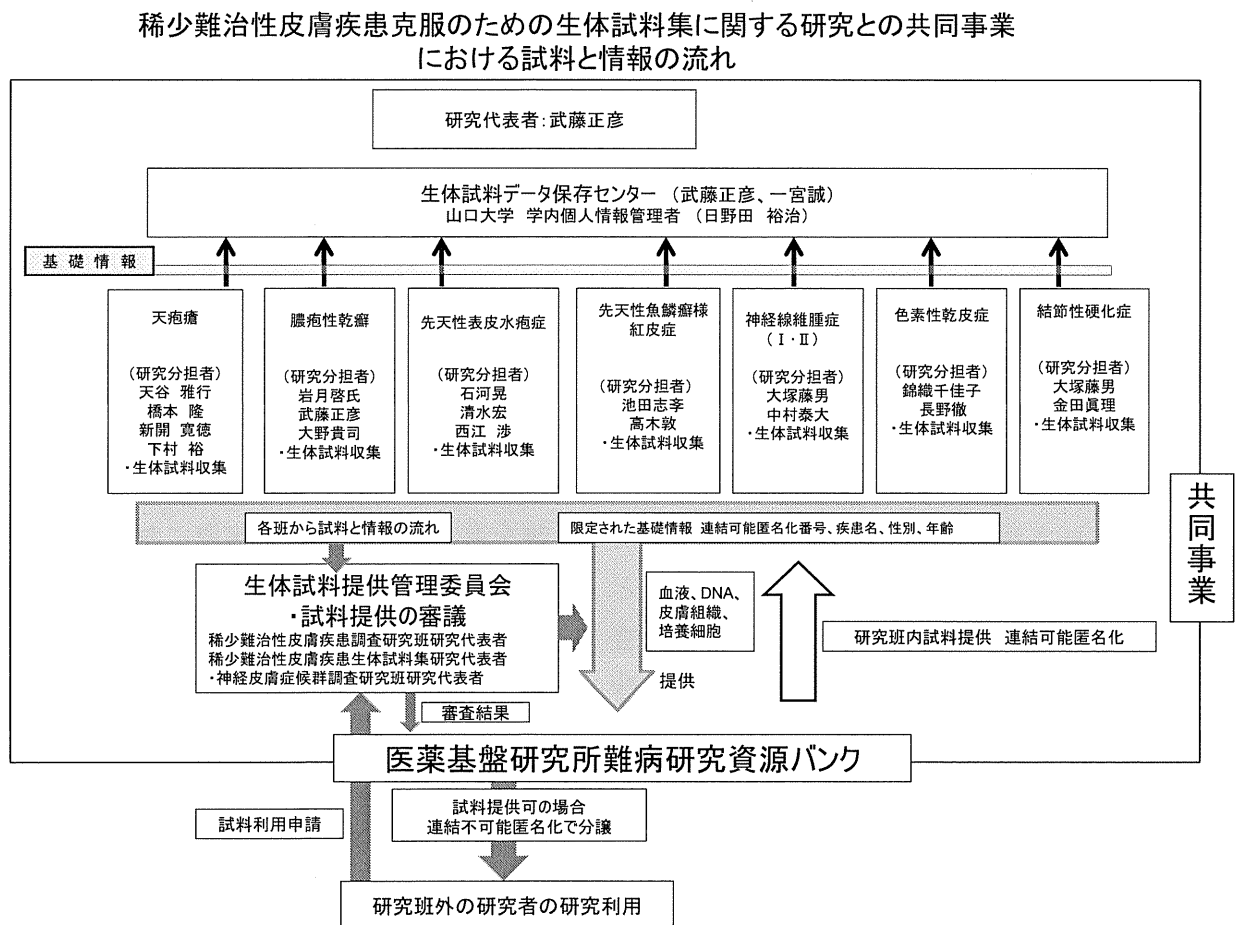 稀少難治性皮膚疾患克服のための生体試料集に関する研究との共同事業
における試料と情報の流れ
研究代表者：武藤正彦
生体試料データ保存センター （武藤正彦、一宮誠）
山口大学 学内個人情報管理者 （日野田 裕治）
基礎情報
天疱瘡
（研究分担者）
天谷 雅行
橋本 隆
新開 寛徳
下村 裕
・生体試料収集
膿疱性乾癬
（研究分担者）
岩月啓氏
武藤正彦
大野貴司
・生体試料収集
先天性表皮水疱症
（研究分担者）
石河晃
清水宏
西江 渉
・生体試料収集
先天性魚鱗癬様
紅皮症
（研究分担者）
池田志斈
高木敦
・生体試料収集
神経線維腫症
（Ⅰ・Ⅱ）
（研究分担者）
大塚藤男
中村泰大
・生体試料収集
色素性乾皮症
（研究分担者）
錦織千佳子
長野徹
・生体試料収集
結節性硬化症
（研究分担者）
大塚藤男
金田眞理
・生体試料収集
共同事業
各班から試料と情報の流れ
限定された基礎情報 連結可能匿名化番号、疾患名、性別、年齢
生体試料提供管理委員会
・試料提供の審議
稀少難治性皮膚疾患調査研究班研究代表者
稀少難治性皮膚疾患生体試料集研究代表者
・神経皮膚症候群調査研究班研究代表者
血液、DNA、
皮膚組織、
培養細胞
提供
研究班内試料提供 連結可能匿名化
審査結果
医薬基盤研究所難病研究資源バンク
試料利用申請
試料提供可の場合
連結不可能匿名化で分譲
研究班外の研究者の研究利用